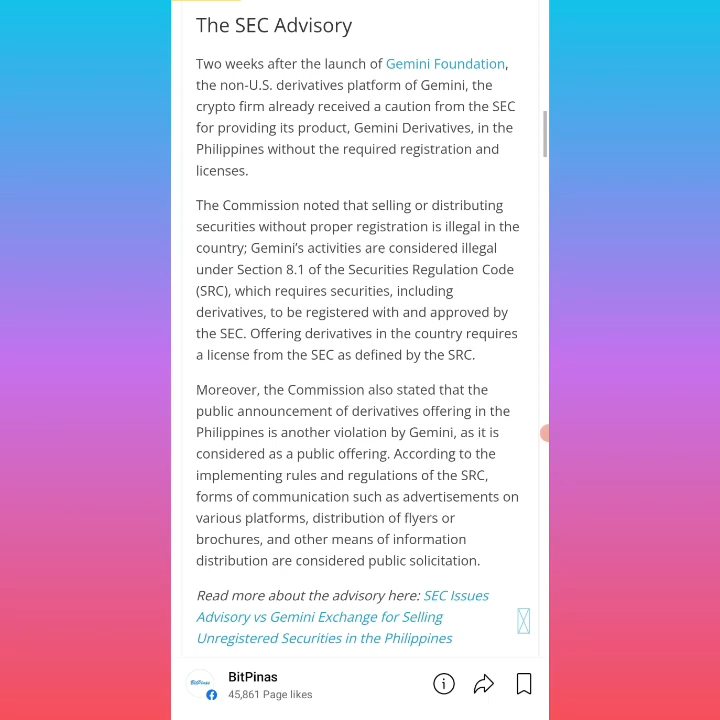 The SEC Advisory
Two weeks after the launch of Gemini Foundation,
the non-U.S. derivatives platform of Gemini, the
crypto firm already received a caution from the SEC
for providing its product, Gemini Derivatives, in the
Philippines without the required registration and
licenses.
The Commission noted that selling or distributing
securities without proper registration is illegal in the
country; Gemini’s activities are considered illegal
under Section 8.1 of the Securities Regulation Code
(SRC), which requires securities, including
derivatives, to be registered with and approved by
the SEC. Offering derivatives in the country requires
a license from the SEC as defined by the SRC.
Moreover, the Commission also stated that the
public announcement of derivatives offering in the
Philippines is another violation by Gemini, as it is
considered as a public offering. According to the
implementing rules and regulations of the SRC,
forms of communication such as advertisements on
various platforms, distribution of flyers or
brochures, and other means of information
distribution are considered public solicitation.
Read more about the advisory here: SEC Issues
Advisory vs Gemini Exchange for Selling
Unregistered Securities in the Philippines
BitPinas
BitPinas
45,861 Page likes